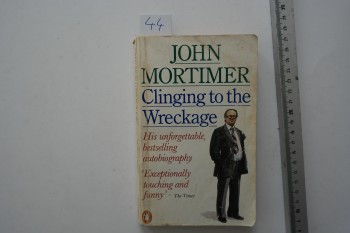 44
JOHN
MORTIMER
Clinging to the
Wreckage
His unforgettable,
bestselling
autobiography
'Exceptionally
touching and
funny' The Times